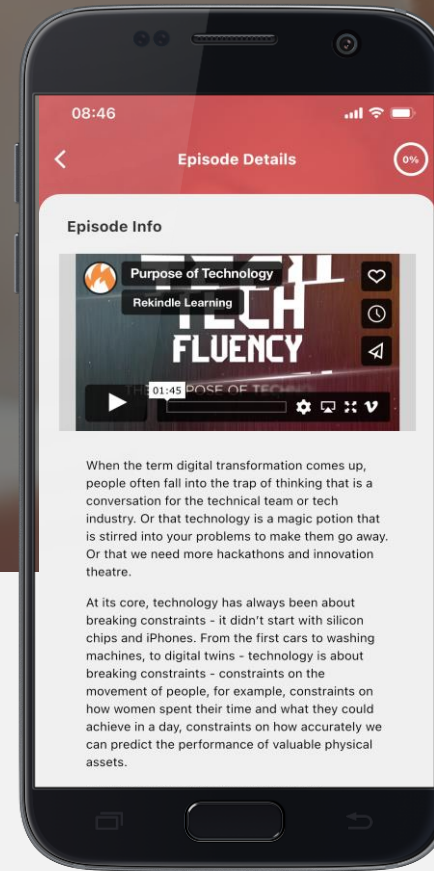 08:46
Episode Details
0%
Episode Info
Purpose of Technology
Rekindle Learning
TECH
FLUENCY
01:45
POSE OF TECHNO
When the term digital transformation comes up,
people often fall into the trap of thinking that is a
conversation for the technical team or tech
industry. Or that technology is a magic potion that
is stirred into your problems to make them go away.
Or that we need more hackathons and innovation
theatre.
At its core, technology has always been about
breaking constraints - it didn’t start with silicon
chips and iPhones. From the first cars to washing
machines, to digital twins - technology is about
breaking constraints - constraints on the
movement of people, for example, constraints on
how women spent their time and what they could
achieve in a day, constraints on how accurately we
can predict the performance of valuable physical
assets.